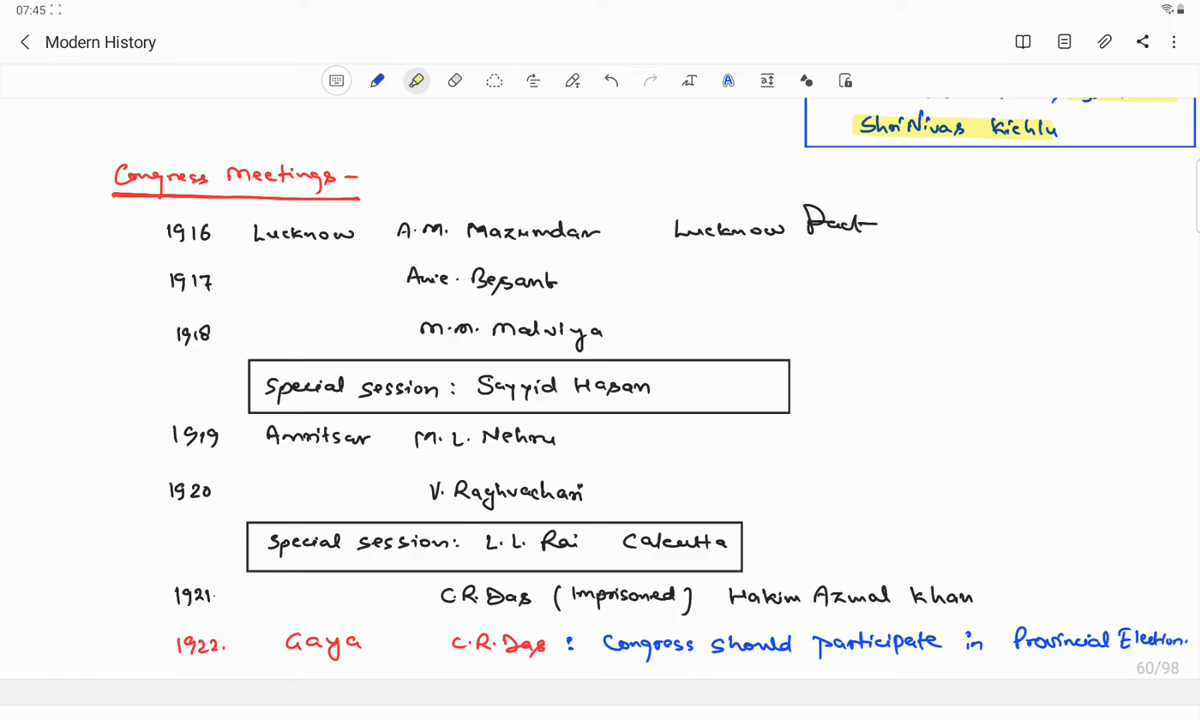 07:45
Modern History
ShriNivas Kichlu
Congress Meetings -
1916 Lucknow A.M. Mazumdar Lucknow Pact
1917 Anie. Besant
1918 M.M. Malviya
Special session: Sayyid Hasan
1919 Amritsar M.L. Nehru
1920 V. Raghvachari
Special session: L.L. Rai Calcutta
1921. C.R. Das (Imprisoned) Hakim Azmal Khan
1922. Gaya C.R. Das : Congress should participate in Provincial Election.
60/98